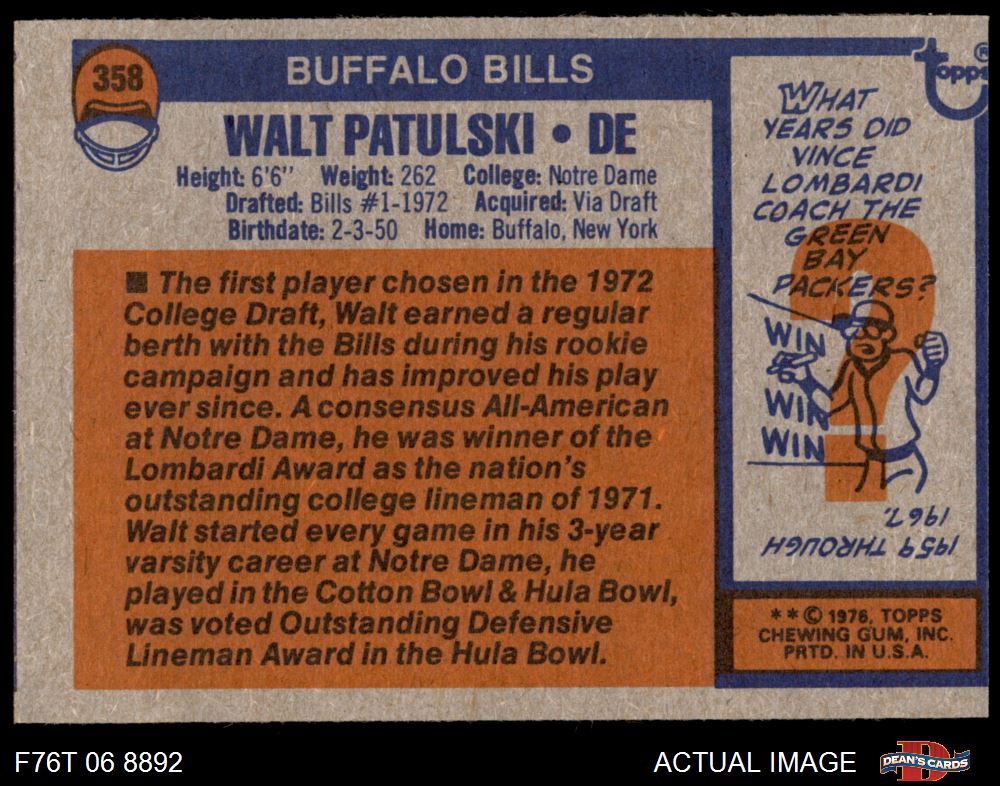 358
BUFFALO BILLS
WALT PATULSKI • DE
Height: 6'6" Weight: 262 College: Notre Dame
Drafted: Bills #1-1972 Acquired: Via Draft
Birthdate: 2-3-50 Home: Buffalo, New York
■ The first player chosen in the 1972
College Draft, Walt earned a regular
berth with the Bills during his rookie
campaign and has improved his play
ever since. A consensus All-American
at Notre Dame, he was winner of the
Lombardi Award as the nation's
outstanding college lineman of 1971.
Walt started every game in his 3-year
varsity career at Notre Dame, he
played in the Cotton Bowl & Hula Bowl,
was voted Outstanding Defensive
Lineman Award in the Hula Bowl.
Topps ®
WHAT
YEARS DID
VINCE
LOMBARDI
COACH THE
GREEN
BAY
PACKERS?
WIN
WIN
WIN
1959 THROUGH
1967.
** © 1976, TOPPS
CHEWING GUM, INC.
PRTD. IN U.S.A.
F76T 06 8892
ACTUAL IMAGE
D
DEAN'S CARDS